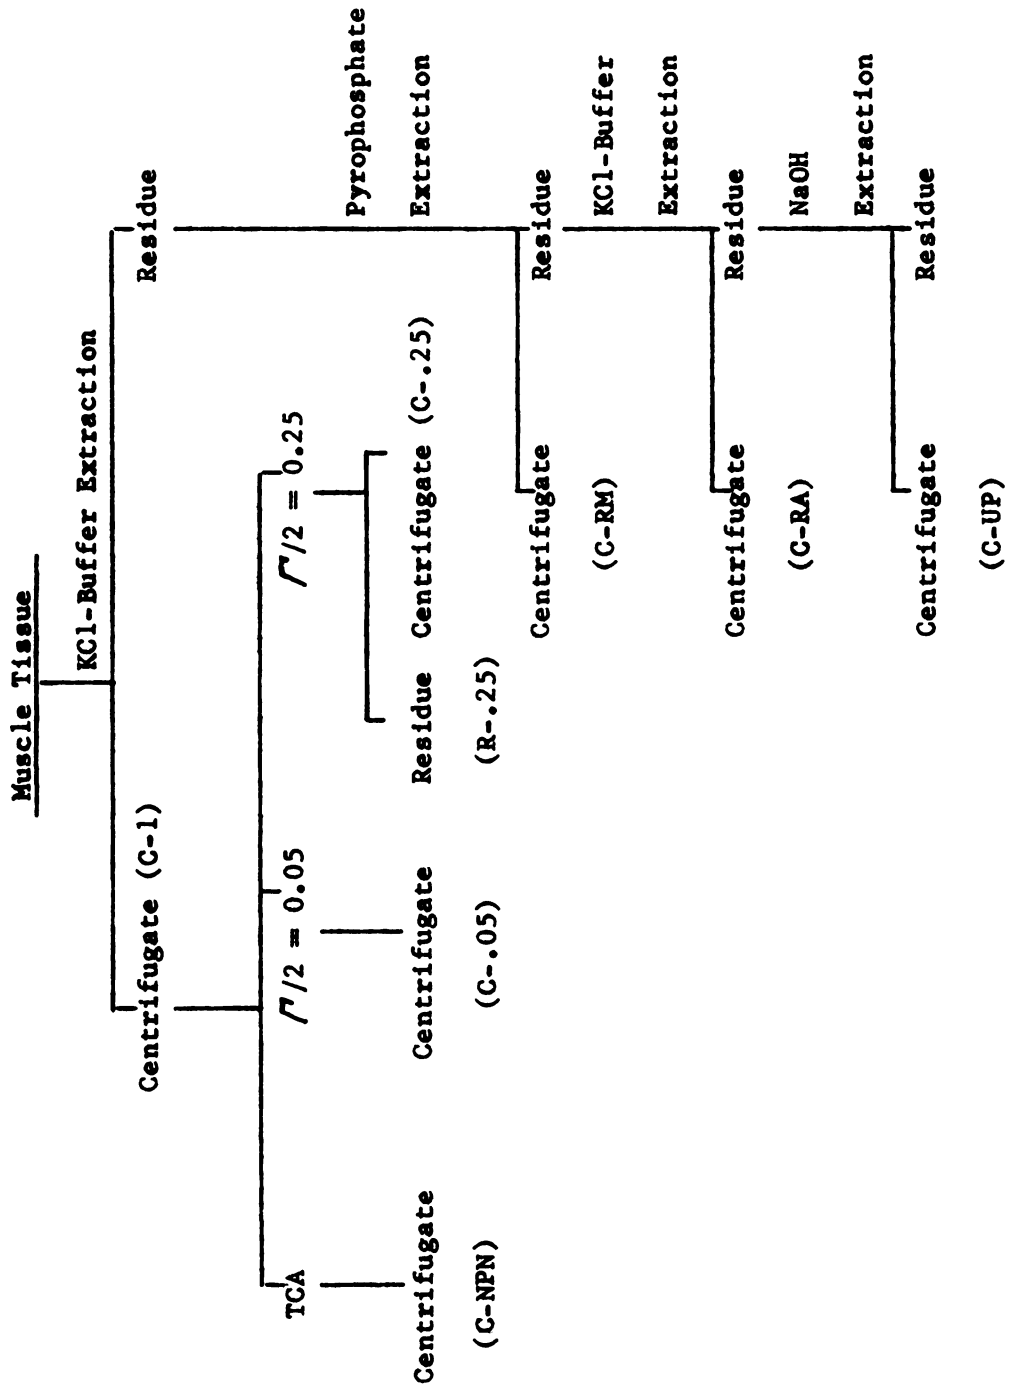 Muscle Tissue
KCl-Buffer Extraction
Centrifugate (C-1)
Residue
TCA
Γ/2 = 0.05
Γ/2 = 0.25
Centrifugate
(C-NPN)
Centrifugate
(C-.05)
Residue
(R-.25)
Centrifugate (C-.25)
Pyrophosphate
Extraction
Centrifugate
(C-RM)
Residue
KCl-Buffer
Extraction
Centrifugate
(C-RA)
Residue
NaOH
Extraction
Centrifugate
(C-UP)
Residue